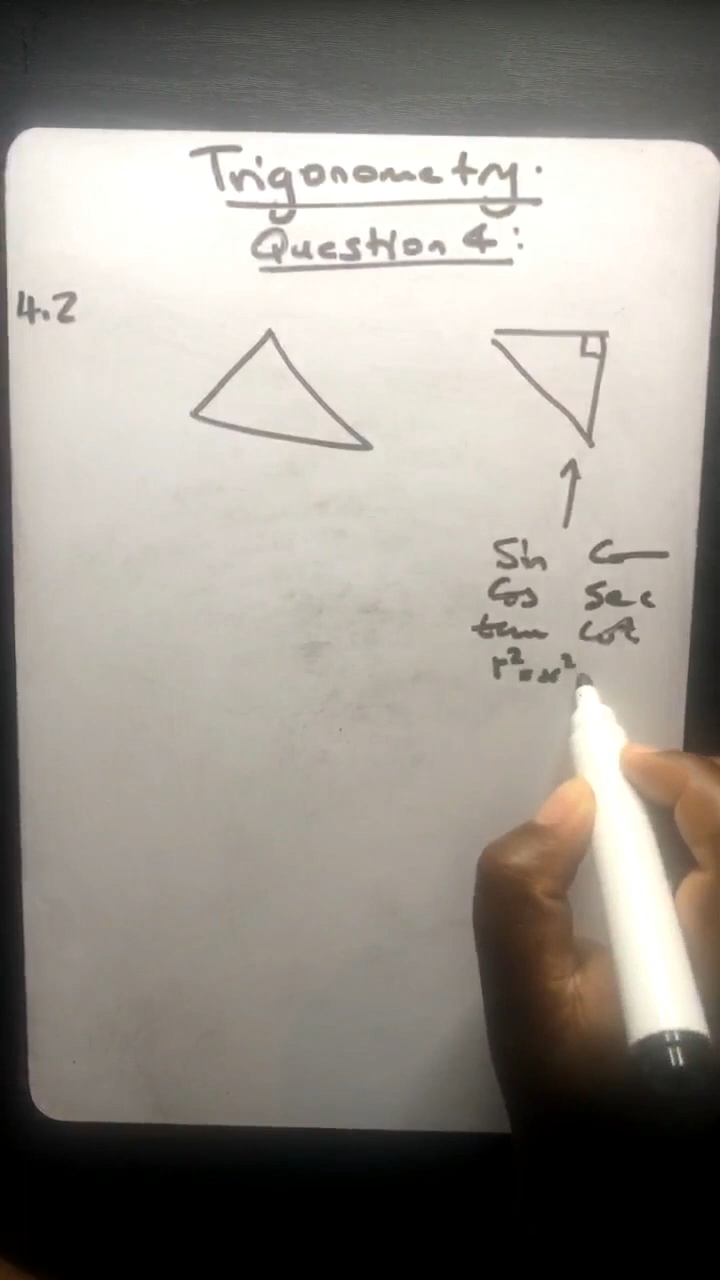 Trigonometry.
Question 4:
4.2
Sin
Cos Sec
tan Cot
r² = x²